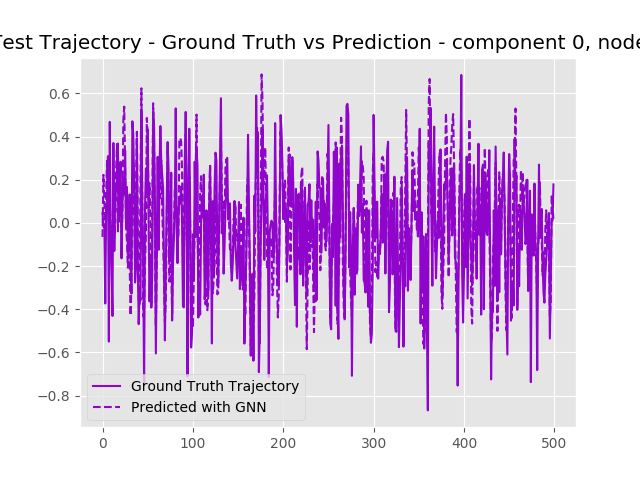 Test Trajectory - Ground Truth vs Prediction - component 0, node
0.6
0.4
0.2
0.0
−0.2
−0.4
−0.6
−0.8
Ground Truth Trajectory
Predicted with GNN
0 100 200 300 400 500